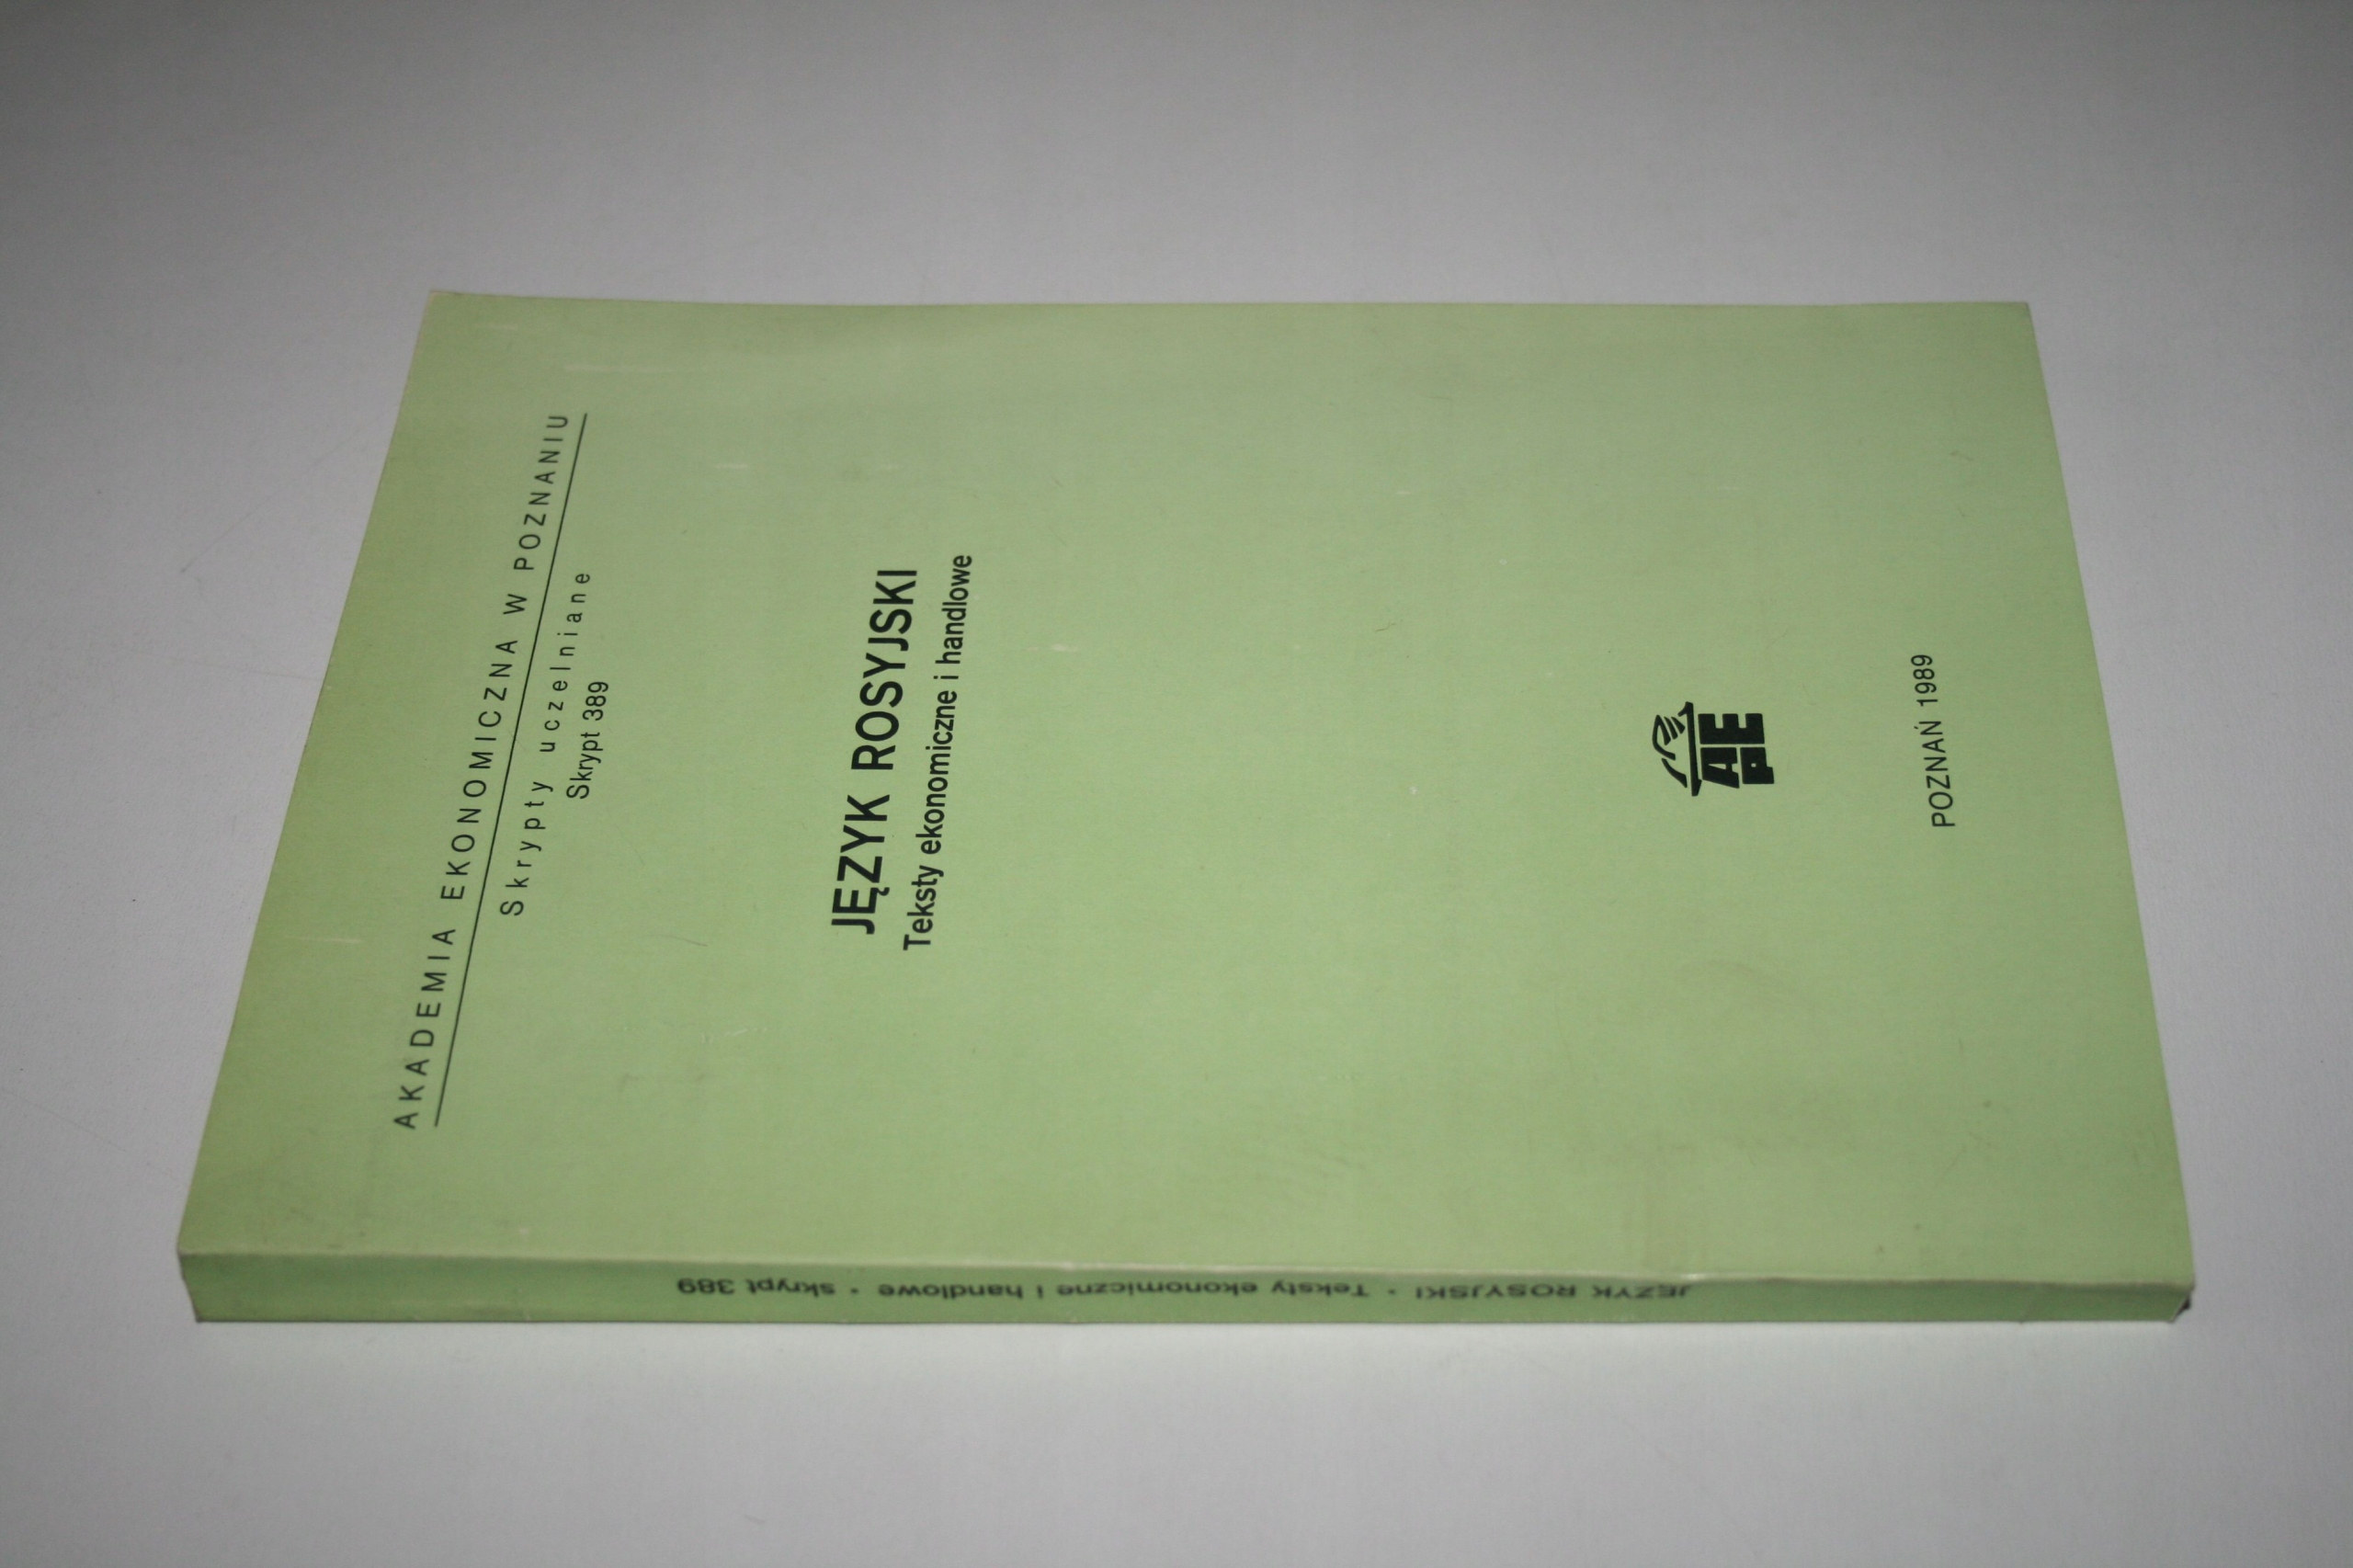 AKADEMIA EKONOMICZNA W POZNANIU
Skrypty uczelniane
Skrypt 389
JĘZYK ROSYJSKI
Teksty ekonomiczne i handlowe
AE
P
POZNAŃ 1989
JĘZYK ROSYJSKI • Teksty ekonomiczne i handlowe • skrypt 389